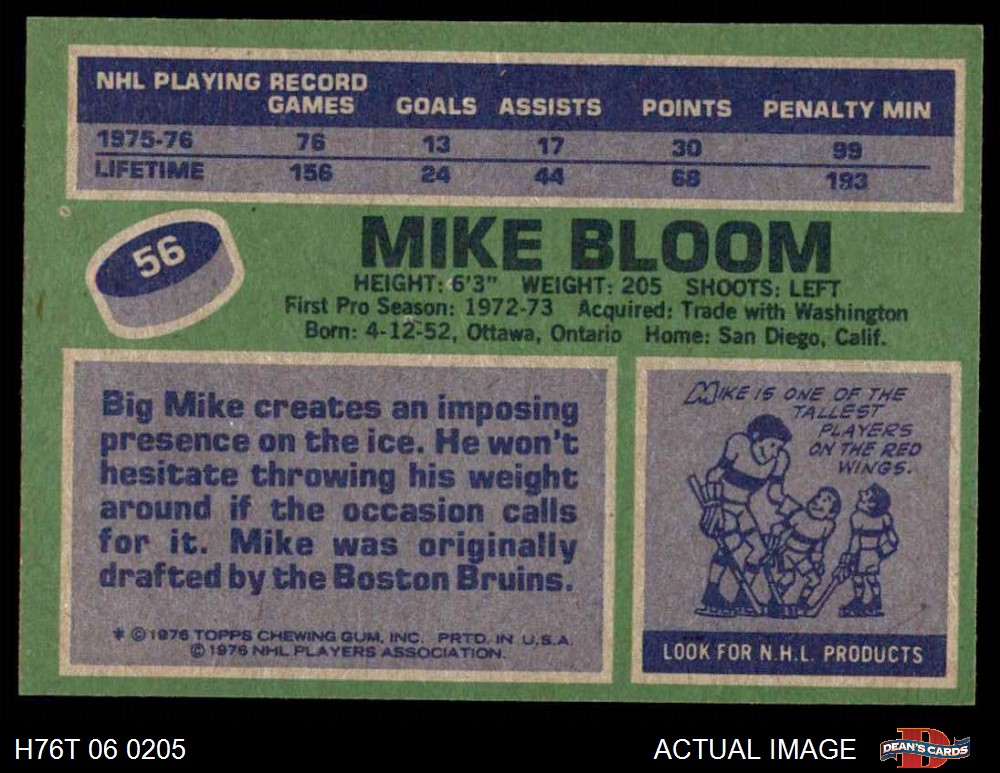 NHL PLAYING RECORD
GAMES GOALS ASSISTS POINTS PENALTY MIN
1975-76 76 13 17 30 99
LIFETIME 156 24 44 68 193
56
MIKE BLOOM
HEIGHT: 6'3" WEIGHT: 205 SHOOTS: LEFT
First Pro Season: 1972-73 Acquired: Trade with Washington
Born: 4-12-52, Ottawa, Ontario Home: San Diego, Calif.
Big Mike creates an imposing
presence on the ice. He won't
hesitate throwing his weight
around if the occasion calls
for it. Mike was originally
drafted by the Boston Bruins.
* ©1976 TOPPS CHEWING GUM, INC. PRTD. IN U.S.A.
© 1976 NHL PLAYERS ASSOCIATION.
MIKE IS ONE OF THE
TALLEST
PLAYERS
ON THE RED
WINGS.
LOOK FOR N.H.L. PRODUCTS
H76T 06 0205
ACTUAL IMAGE
DEAN'S CARDS